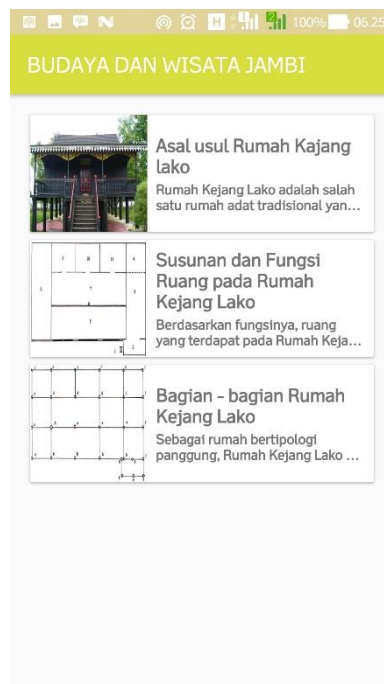 H 2 100% 06.25
BUDAYA DAN WISATA JAMBI
Asal usul Rumah Kajang
lako
Rumah Kejang Lako adalah salah
satu rumah adat tradisional yan...
Susunan dan Fungsi
Ruang pada Rumah
Kejang Lako
Berdasarkan fungsinya, ruang
yang terdapat pada Rumah Keja...
Bagian - bagian Rumah
Kejang Lako
Sebagai rumah bertipologi
panggung, Rumah Kejang Lako ...